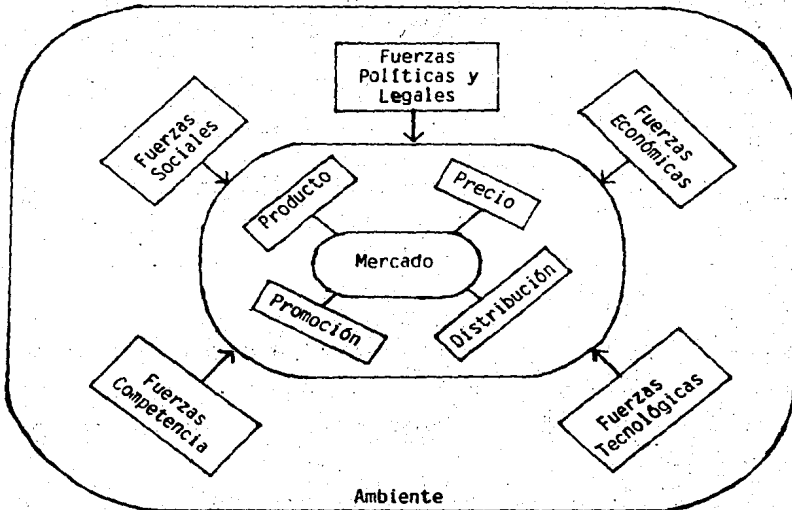 Fuerzas
Políticas y
Legales
Fuerzas
Sociales
Fuerzas
Económicas
Producto
Precio
Mercado
Promoción
Distribución
Fuerzas
Competencia
Fuerzas
Tecnológicas
Ambiente